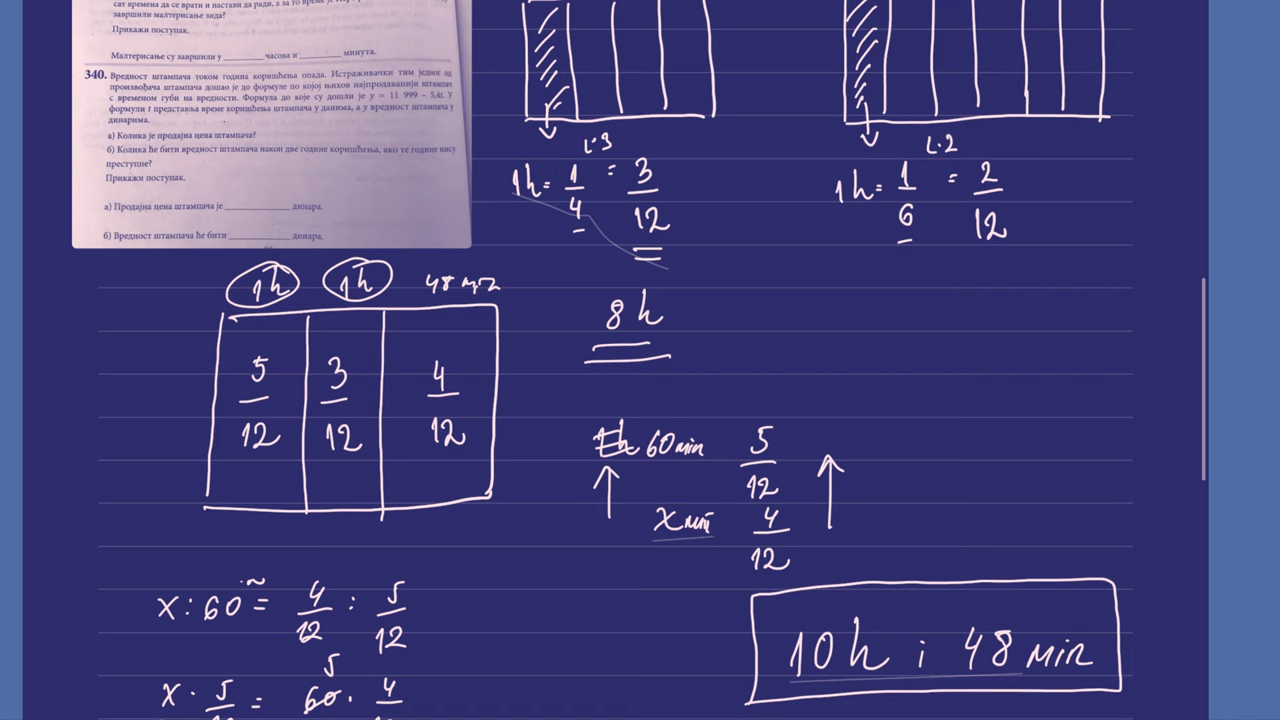 сат времена да се врати и настави да ради, а за то време је
завршили малтерисање зида?
Прикажи поступак.
Малтерисање су завршили у ________ часова и ________ минута.
340. Вредност штампача током година коришћења опада. Истраживачки тим једног од
произвођача штампача дошао је до формуле по којој њихов најпродаванији штампач
с временом губи на вредности. Формула до које су дошли је y = 11 999 – 5,4t. У
формули t представља време коришћења штампача у данима, а y вредност штампача у
динарима.
а) Колика је продајна цена штампача?
б) Колика ће бити вредност штампача након две године коришћења, ако те године нису
преступне?
Прикажи поступак.
а) Продајна цена штампача је ____________ динара.
б) Вредност штампача ће бити ____________ динара.
1h = 1/4 = 3/12
1h = 1/6 = 2/12
1h 1h 48 min
5/12 3/12 4/12
8h
60 min 5/12
x min 4/12
x : 60 = 4/12 : 5/12
x · 5/ = 60 · 4/
10h i 48 min